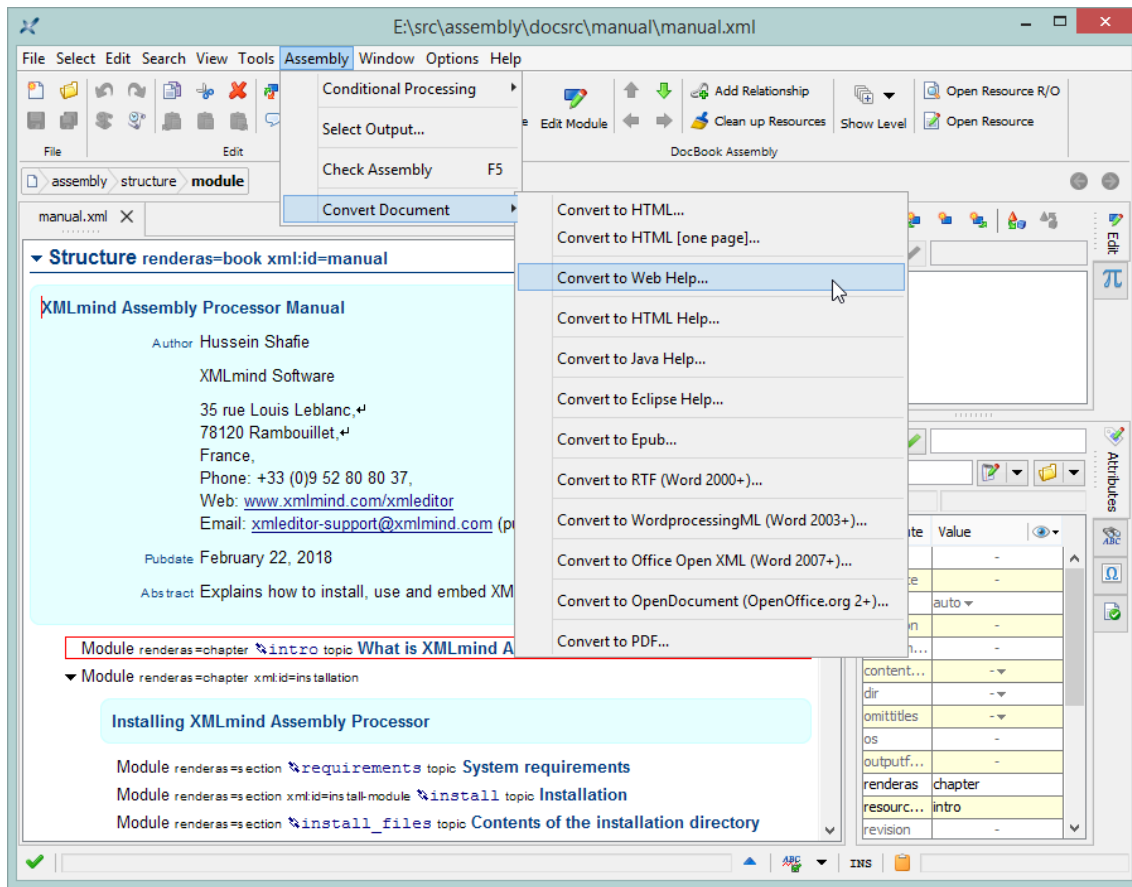 E:\src\assembly\docsrc\manual\manual.xml
File Select Edit Search View Tools Assembly Window Options Help
Conditional Processing
Select Output...
Check Assembly F5
Convert Document
File
Edit
Edit Module
Add Relationship
Clean up Resources
Show Level
Open Resource R/O
Open Resource
DocBook Assembly
assembly structure module
manual.xml
Convert to HTML...
Convert to HTML [one page]...
Convert to Web Help...
Convert to HTML Help...
Convert to Java Help...
Convert to Eclipse Help...
Convert to Epub...
Convert to RTF (Word 2000+)...
Convert to WordprocessingML (Word 2003+)...
Convert to Office Open XML (Word 2007+)...
Convert to OpenDocument (OpenOffice.org 2+)...
Convert to PDF...
Structure renderas=book xml:id=manual
XMLmind Assembly Processor Manual
Author Hussein Shafie
XMLmind Software
35 rue Louis Leblanc,↵
78120 Rambouillet,↵
France,
Phone: +33 (0)9 52 80 80 37,
Web: www.xmlmind.com/xmleditor
Email: xmleditor-support@xmlmind.com (pu
Pubdate February 22, 2018
Abstract Explains how to install, use and embed XM
Module renderas=chapter intro topic What is XMLmind A
Module renderas=chapter xml:id=installation
Installing XMLmind Assembly Processor
Module renderas=section requirements topic System requirements
Module renderas=section xml:id=install-module install topic Installation
Module renderas=section install_files topic Contents of the installation directory
Edit
π
Attributes
ABC
Ω
ute Value
-
ce -
auto
on -
n... -
content... -
dir -
omittitles -
os -
outputf... -
renderas chapter
resourc... intro
revision -
ABC
INS